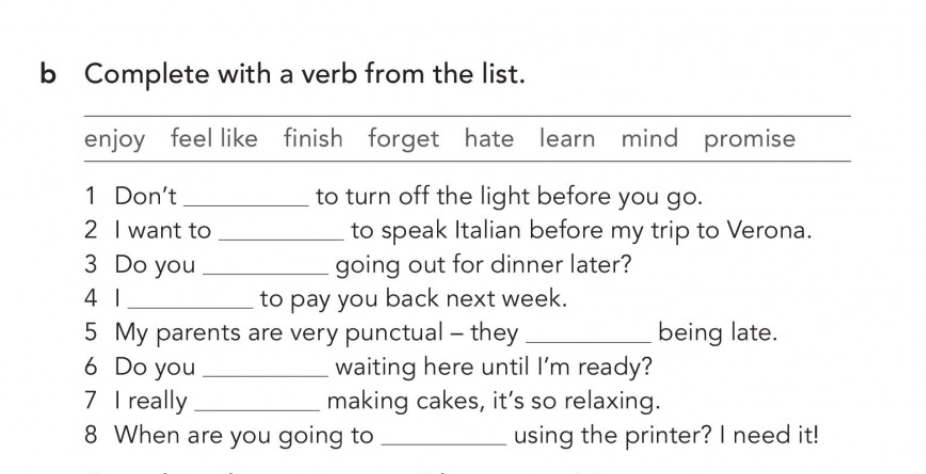 b Complete with a verb from the list.
enjoy feel like finish forget hate learn mind promise
1 Don't __________ to turn off the light before you go.
2 I want to __________ to speak Italian before my trip to Verona.
3 Do you __________ going out for dinner later?
4 I __________ to pay you back next week.
5 My parents are very punctual – they __________ being late.
6 Do you __________ waiting here until I'm ready?
7 I really __________ making cakes, it's so relaxing.
8 When are you going to __________ using the printer? I need it!